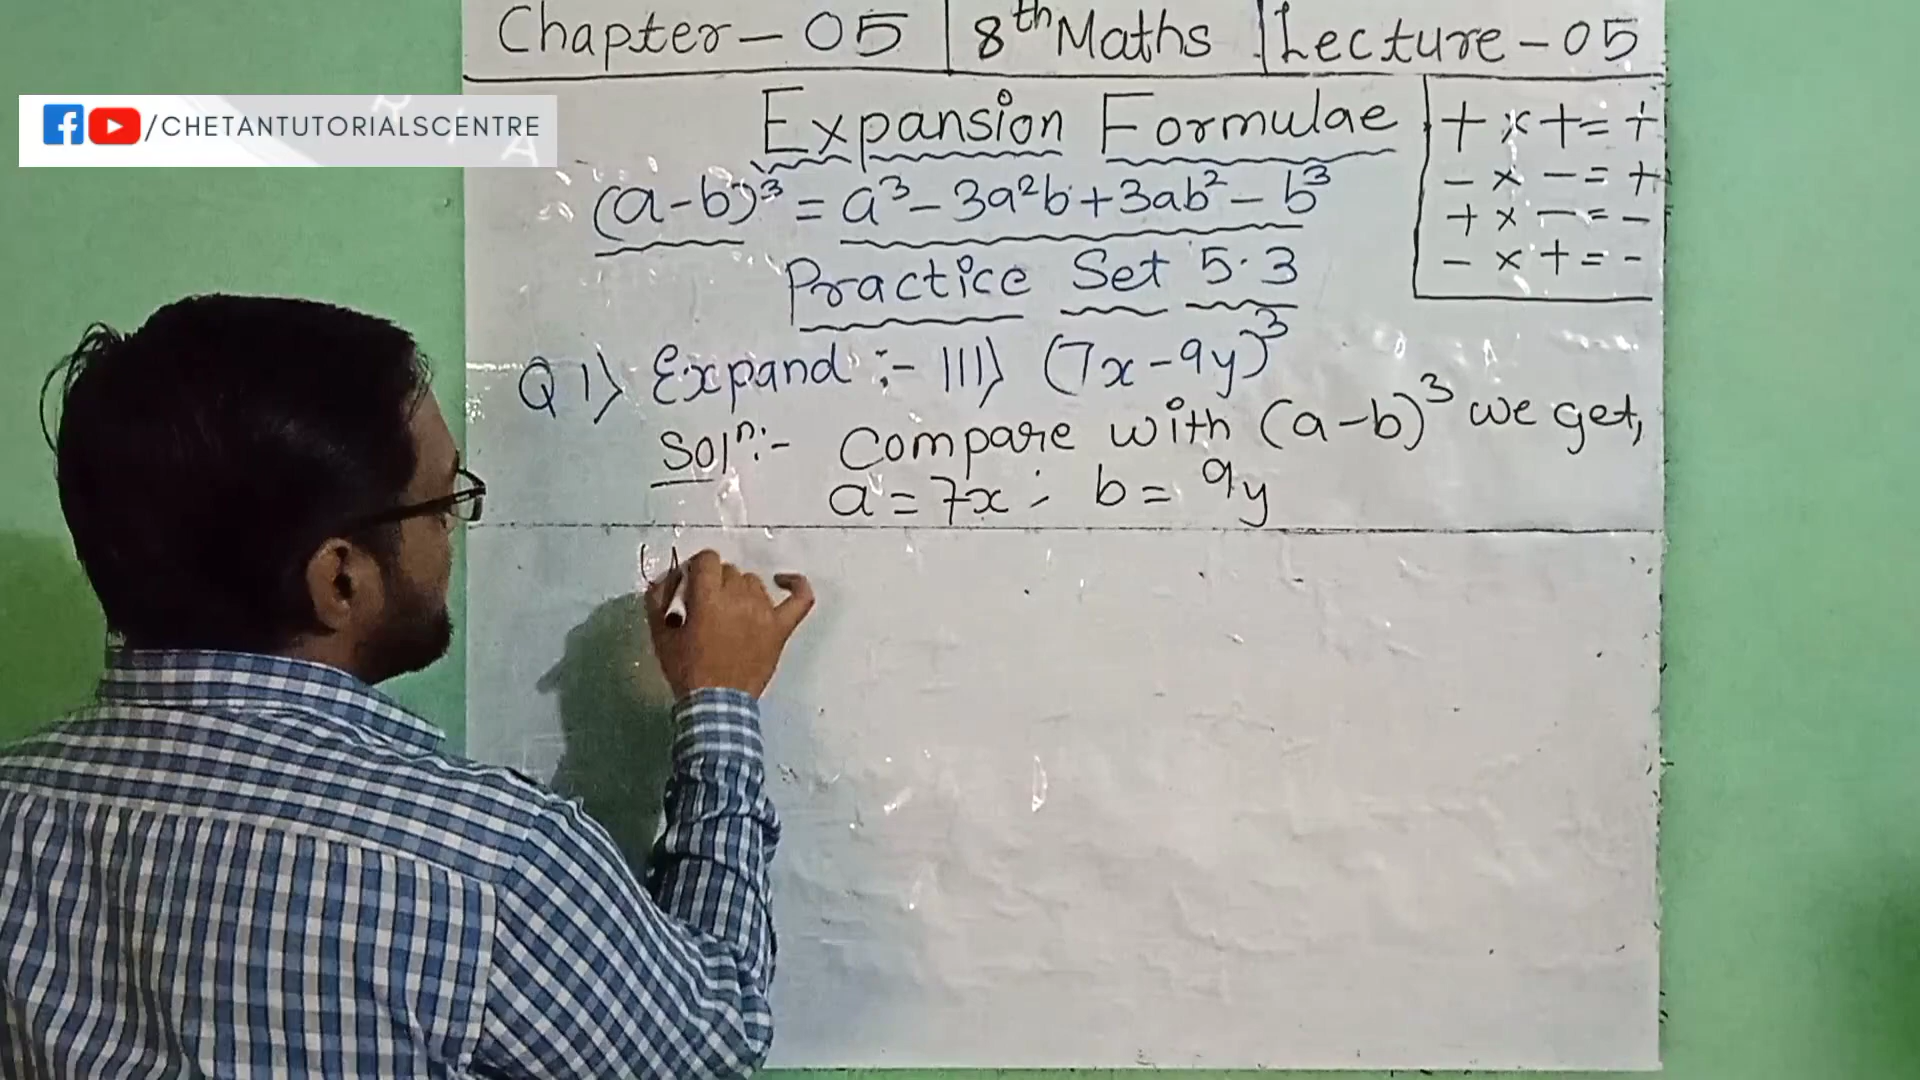 Chapter - 05 | 8th Maths | Lecture - 05
/CHETANTUTORIALSCENTRE
Expansion Formulae
(a-b)³ = a³ - 3a²b + 3ab² - b³
Practice Set 5.3
+ × + = +
- × - = +
+ × - = -
- × + = -
Q 1) Expand :- III) (7x - 9y)³
Solⁿ:- Compare with (a-b)³ we get,
a = 7x ; b = 9y